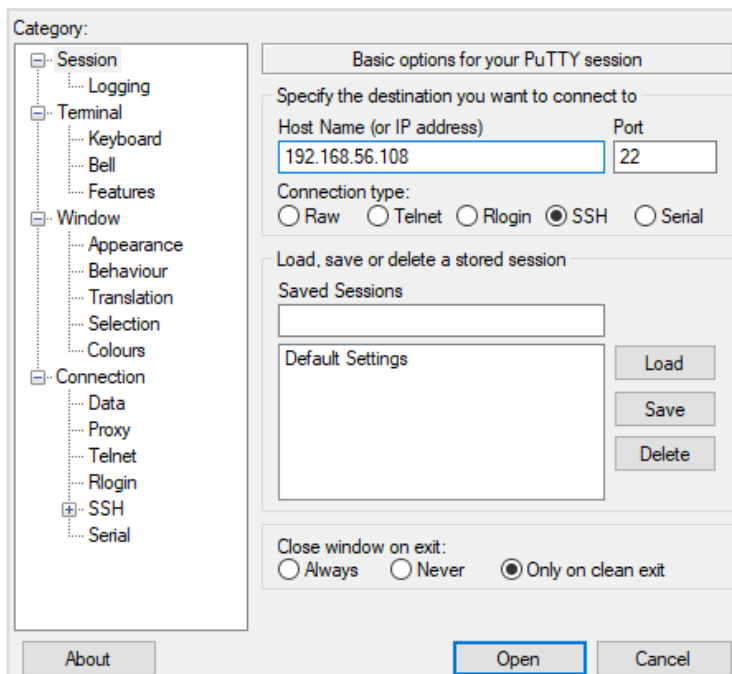 Category:
Session
Logging
Terminal
Keyboard
Bell
Features
Window
Appearance
Behaviour
Translation
Selection
Colours
Connection
Data
Proxy
Telnet
Rlogin
SSH
Serial
Basic options for your PuTTY session
Specify the destination you want to connect to
Host Name (or IP address) Port
192.168.56.108 22
Connection type:
Raw Telnet Rlogin SSH Serial
Load, save or delete a stored session
Saved Sessions
Default Settings
Load
Save
Delete
Close window on exit:
Always Never Only on clean exit
About Open Cancel